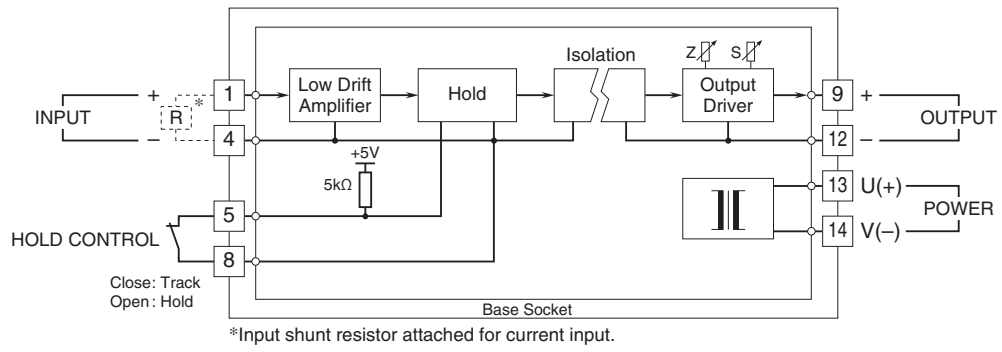 INPUT
+
−
R
*
1
4
Low Drift
Amplifier
Hold
Isolation
Z
S
Output
Driver
9
+
12
−
OUTPUT
+5V
5kΩ
HOLD CONTROL
5
8
Close: Track
Open : Hold
13
U(+)
14
V(–)
POWER
Base Socket
*Input shunt resistor attached for current input.